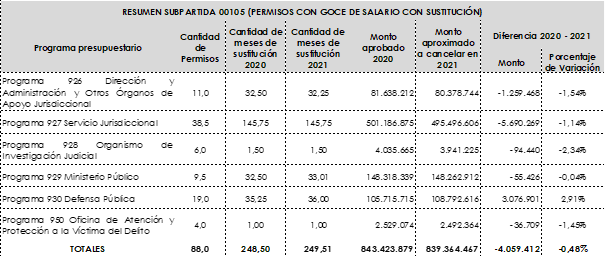 RESUMEN SUBPARTIDA 00105 (PERMISOS CON GOCE DE SALARIO CON SUSTITUCIÓN)
Programa presupuestario | Cantidad de Permisos | Cantidad de meses de sustitución 2020 | Cantidad de meses de sustitución 2021 | Monto aprobado 2020 | Monto aproximado a cancelar en 2021 | Diferencia 2020 - 2021
Monto | Porcentaje de Variación
Programa 926 Dirección y Administración y Otros Órganos de Apoyo Jurisdiccional | 11,0 | 32,50 | 32,25 | 81.638.212 | 80.378.744 | -1.259.468 | -1,54%
Programa 927 Servicio Jurisdiccional | 38,5 | 145,75 | 145,75 | 501.186.875 | 495.496.606 | -5.690.269 | -1,14%
Programa 928 Organismo de Investigación Judicial | 6,0 | 1,50 | 1,50 | 4.035.665 | 3.941.225 | -94.440 | -2,34%
Programa 929 Ministerio Público | 9,5 | 32,50 | 33,01 | 148.318.339 | 148.262.912 | -55.426 | -0,04%
Programa 930 Defensa Pública | 19,0 | 35,25 | 36,00 | 105.715.715 | 108.792.616 | 3.076.901 | 2,91%
Programa 950 Oficina de Atención y Protección a la Víctima del Delito | 4,0 | 1,00 | 1,00 | 2.529.074 | 2.492.364 | -36.709 | -1,45%
TOTALES | 88,0 | 248,50 | 249,51 | 843.423.879 | 839.364.467 | -4.059.412 | -0,48%